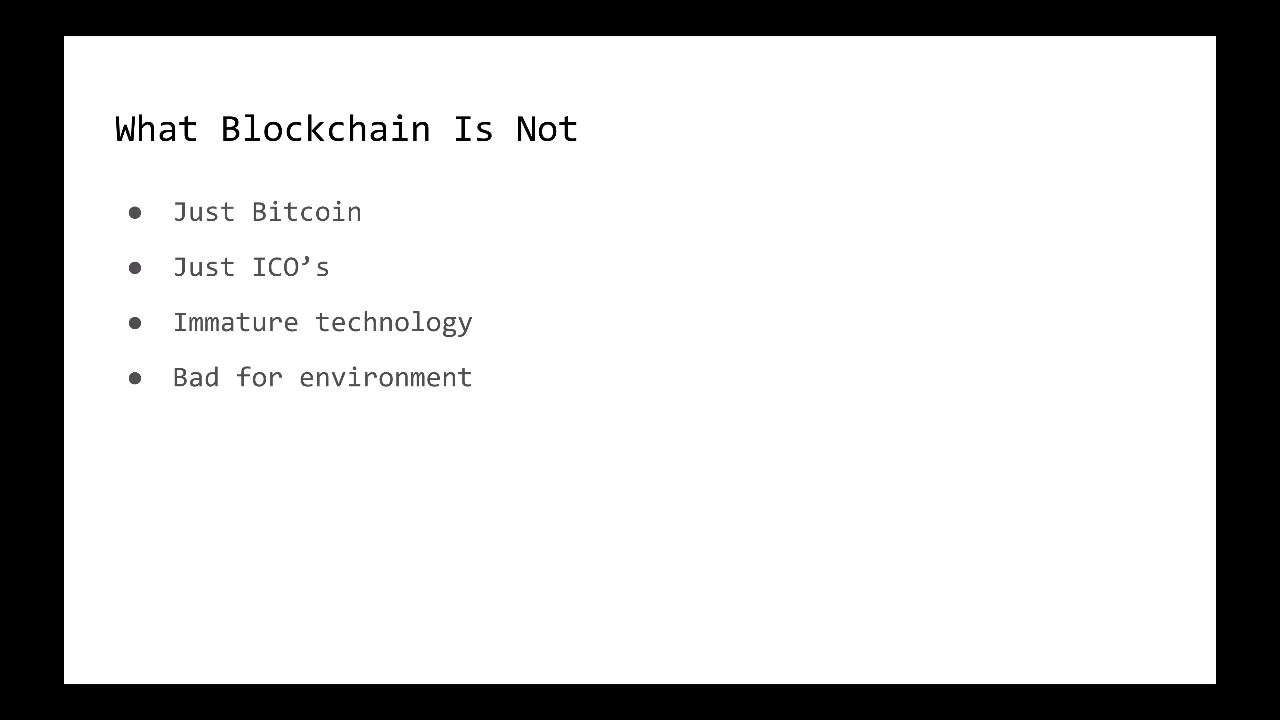 What Blockchain Is Not
● Just Bitcoin
● Just ICO’s
● Immature technology
● Bad for environment